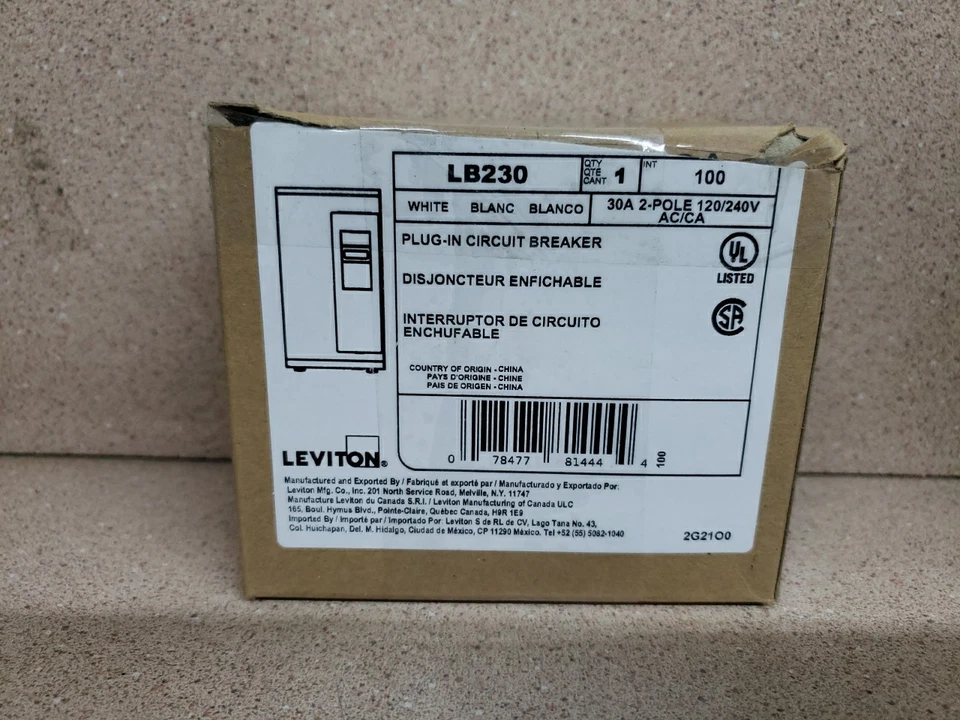 LB230
QTY
QTÉ
CANT
1
INT
100
WHITE BLANC BLANCO
30A 2-POLE 120/240V
AC/CA
PLUG-IN CIRCUIT BREAKER
DISJONCTEUR ENFICHABLE
INTERRUPTOR DE CIRCUITO
ENCHUFABLE
UL
LISTED
SA
COUNTRY OF ORIGIN - CHINA
PAYS D'ORIGINE - CHINE
PAIS DE ORIGEN - CHINA
0 78477 81444 4
100
LEVITON®
Manufactured and Exported By / Fabriqué et exporté par / Manufacturado y Exportado Por:
Leviton Mfg. Co., Inc. 201 North Service Road, Melville, N.Y. 11747
Manufacture Leviton du Canada S.R.I. / Leviton Manufacturing of Canada ULC
165, Boul. Hymus Blvd., Pointe-Claire, Québec Canada, H9R 1E9
Imported By / Importé par / Importado Por: Leviton S de RL de CV, Lago Tana No. 43,
Col. Huichapan, Del. M. Hidalgo, Ciudad de México, CP 11290 México. Tel +52 (55) 5082-1040
2G21O0